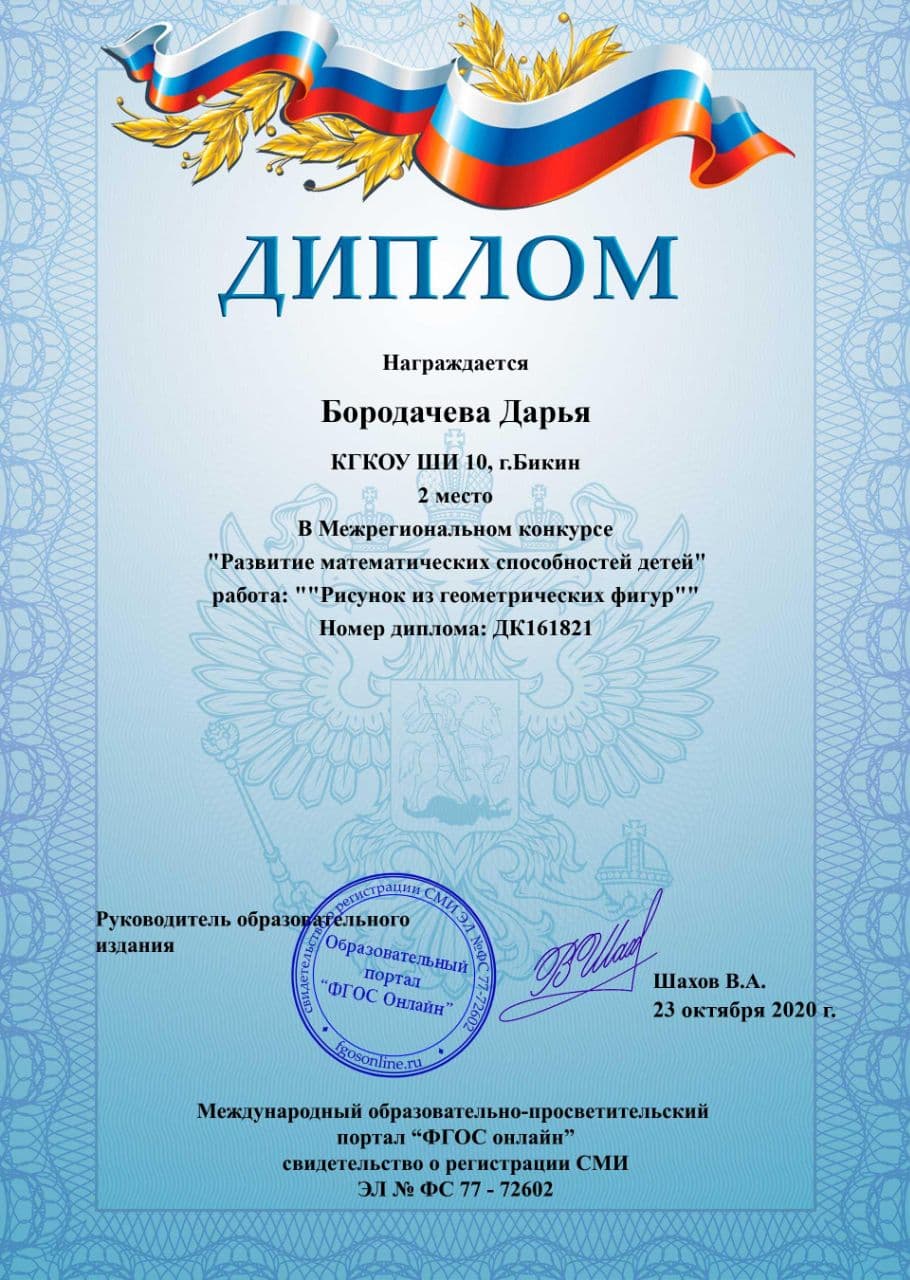 ДИПЛОМ
Награждается
Бородачева Дарья
КГКОУ ШИ 10, г.Бикин
2 место
В Межрегиональном конкурсе
"Развитие математических способностей детей"
работа: ""Рисунок из геометрических фигур""
Номер диплома: ДК161821
Руководитель образовательного
издания
свидетельство о регистрации СМИ ЭЛ №ФС 77-72602
Образовательный
портал
“ФГОС Онлайн”
fgosonline.ru
ВШах
Шахов В.А.
23 октября 2020 г.
Международный образовательно-просветительский
портал “ФГОС онлайн”
свидетельство о регистрации СМИ
ЭЛ № ФС 77 - 72602